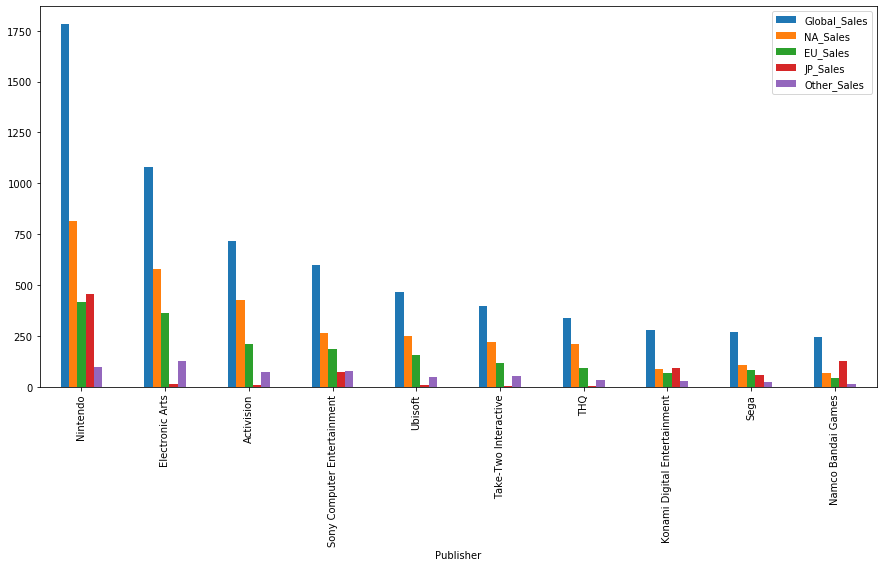 1750
1500
1250
1000
750
500
250
0
Global_Sales
NA_Sales
EU_Sales
JP_Sales
Other_Sales
Nintendo
Electronic Arts
Activision
Sony Computer Entertainment
Ubisoft
Take-Two Interactive
THQ
Konami Digital Entertainment
Sega
Namco Bandai Games
Publisher